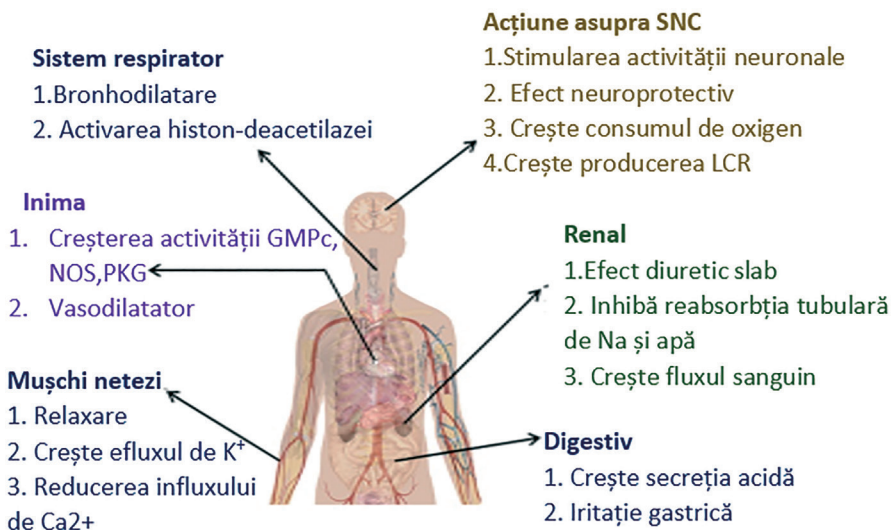 Sistem respirator
1.Bronhodilatare
2. Activarea histon-deacetilazei
Acțiune asupra SNC
1.Stimularea activității neuronale
2. Efect neuroprotectiv
3. Crește consumul de oxigen
4.Crește producerea LCR
Inima
1. Creșterea activității GMPc,
NOS,PKG
2. Vasodilatator
Renal
1.Efect diuretic slab
2. Inhibă reabsorbția tubulară
de Na și apă
3. Crește fluxul sanguin
Mușchi netezi
1. Relaxare
2. Crește efluxul de K⁺
3. Reducerea influxului
de Ca2+
Digestiv
1. Crește secreția acidă
2. Iritație gastrică